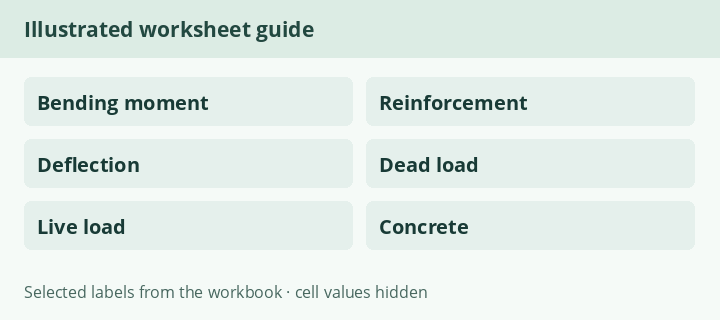 Illustrated worksheet guide
Bending moment
Reinforcement
Deflection
Dead load
Live load
Concrete
Selected labels from the workbook · cell values hidden